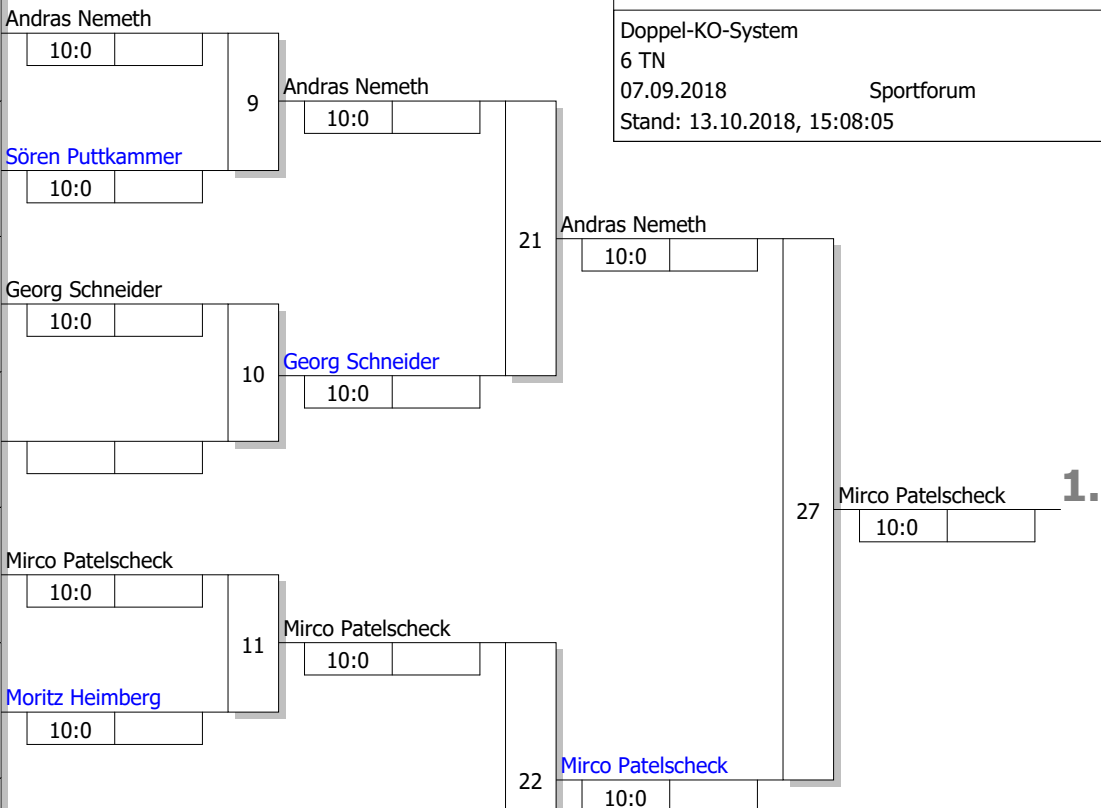 Andras Nemeth
10:0
9
Sören Puttkammer
10:0
Georg Schneider
10:0
10
Mirco Patelscheck
10:0
11
Moritz Heimberg
10:0
Andras Nemeth
10:0
21
Georg Schneider
10:0
Mirco Patelscheck
10:0
22
Andras Nemeth
10:0
27
Mirco Patelscheck
10:0
Mirco Patelscheck
10:0
1.
Doppel-KO-System
6 TN
07.09.2018 Sportforum
Stand: 13.10.2018, 15:08:05